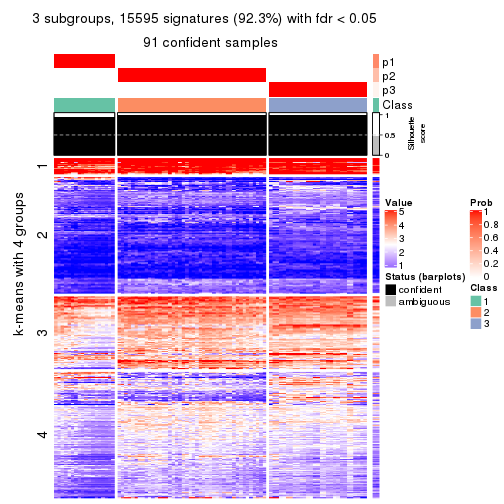 3 subgroups, 15595 signatures (92.3%) with fdr < 0.05
91 confident samples
p1
p2
p3
Class
1
0.5
0
Silhouette
score
k-means with 4 groups
1
2
3
4
Value
5
4
3
2
1
Status (barplots)
confident
ambiguous
Prob
1
0.8
0.6
0.4
0.2
0
Class
1
2
3